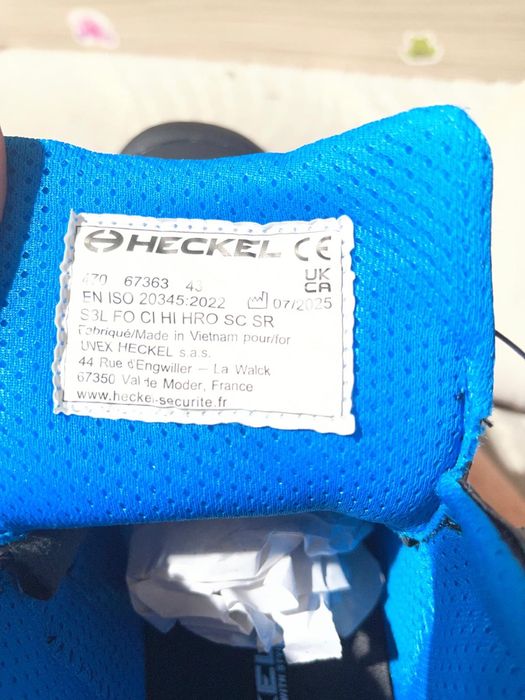 HECKEL CE
470 67363 43 UK
EN ISO 20345:2022 07/2025 CA
S3L FO CI HI HRO SC SR
Fabriqué/Made in Vietnam pour/for
UVEX HECKEL s.a.s.
44 Rue d'Engwiller – La Walck
67350 Val de Moder, France
www.heckel-securite.fr